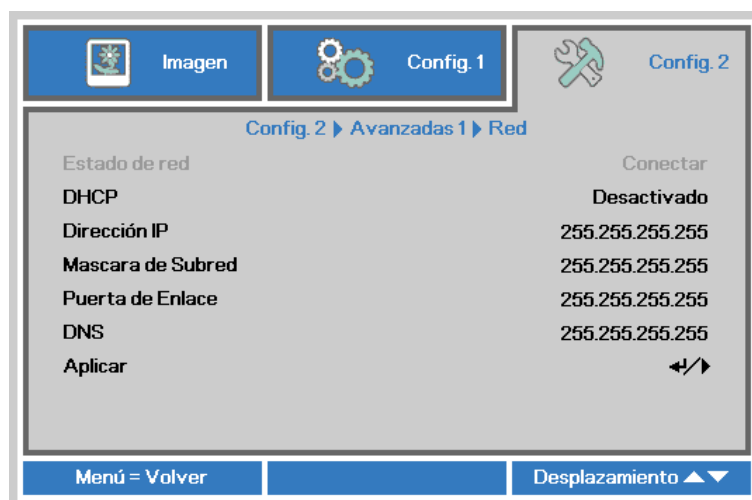 Imagen Config. 1 Config. 2
Config. 2 ▶ Avanzadas 1 ▶ Red
Estado de red Conectar
DHCP Desactivado
Dirección IP 255.255.255.255
Mascara de Subred 255.255.255.255
Puerta de Enlace 255.255.255.255
DNS 255.255.255.255
Aplicar ↵/▶
Menú = Volver Desplazamiento ▲▼